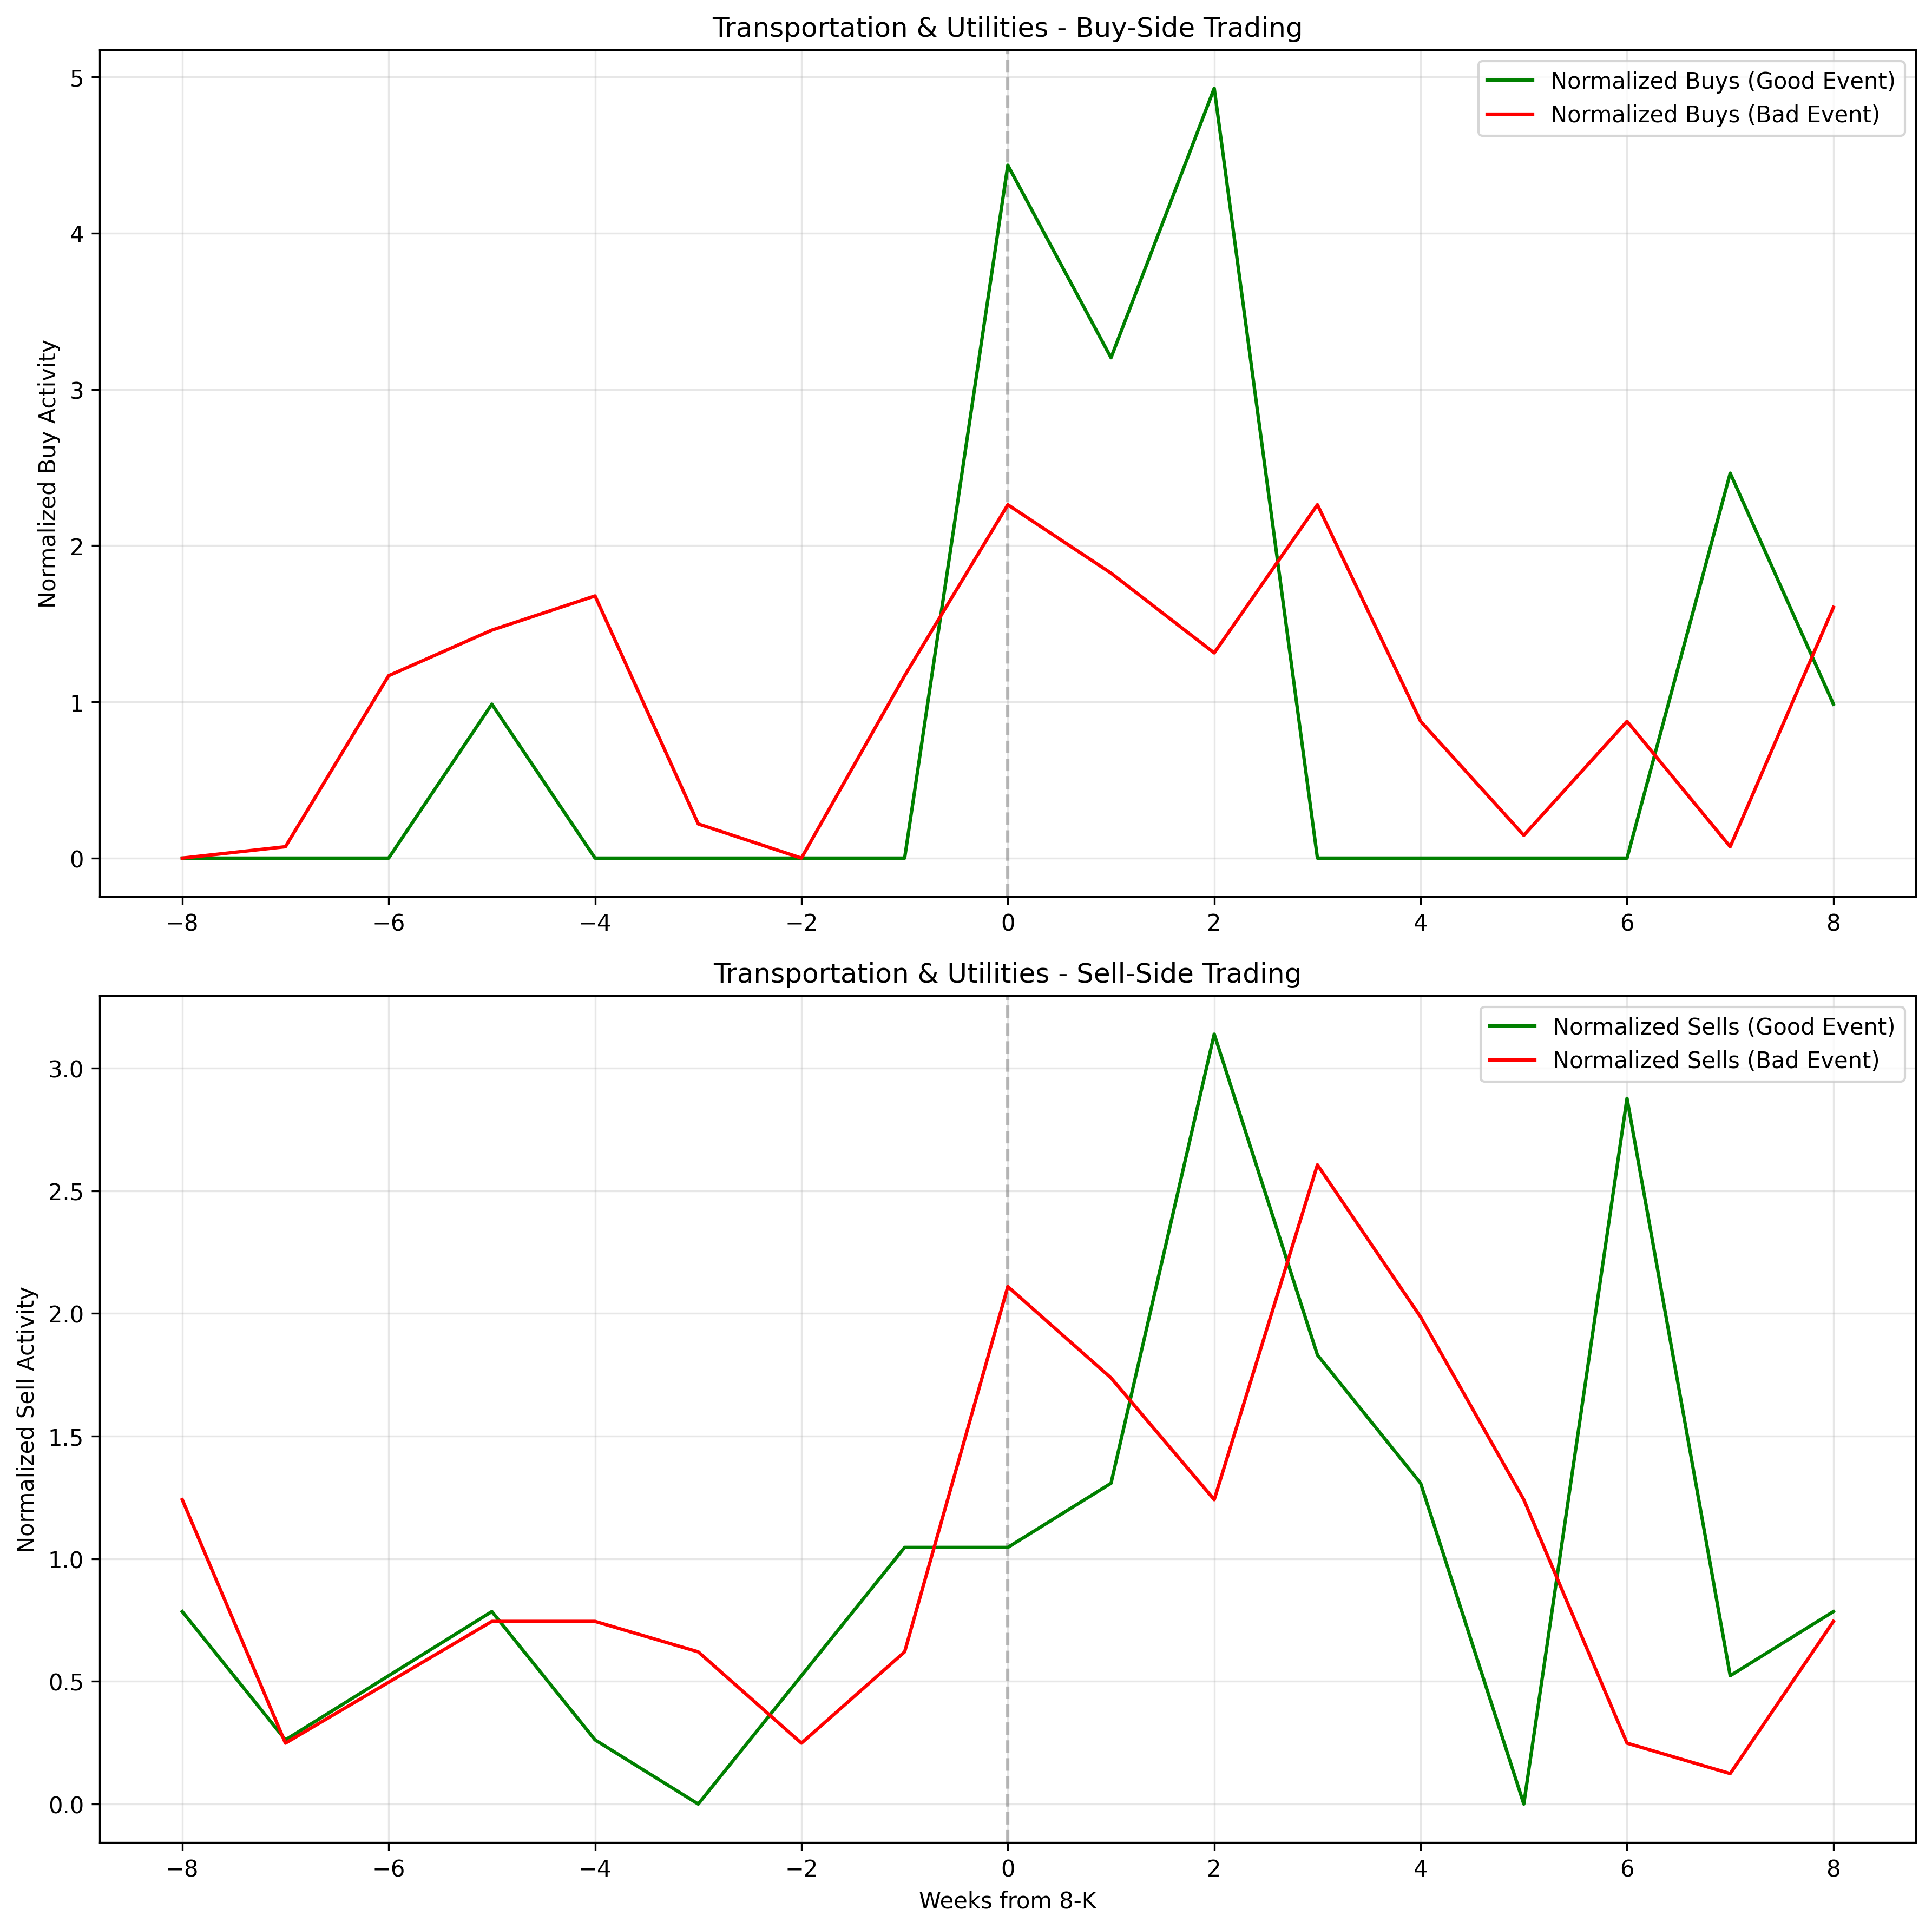 Transportation & Utilities - Buy-Side Trading
Normalized Buys (Good Event)
Normalized Buys (Bad Event)
Normalized Buy Activity
5
4
3
2
1
0
−8 −6 −4 −2 0 2 4 6 8
Transportation & Utilities - Sell-Side Trading
Normalized Sells (Good Event)
Normalized Sells (Bad Event)
Normalized Sell Activity
3.0
2.5
2.0
1.5
1.0
0.5
0.0
−8 −6 −4 −2 0 2 4 6 8
Weeks from 8-K